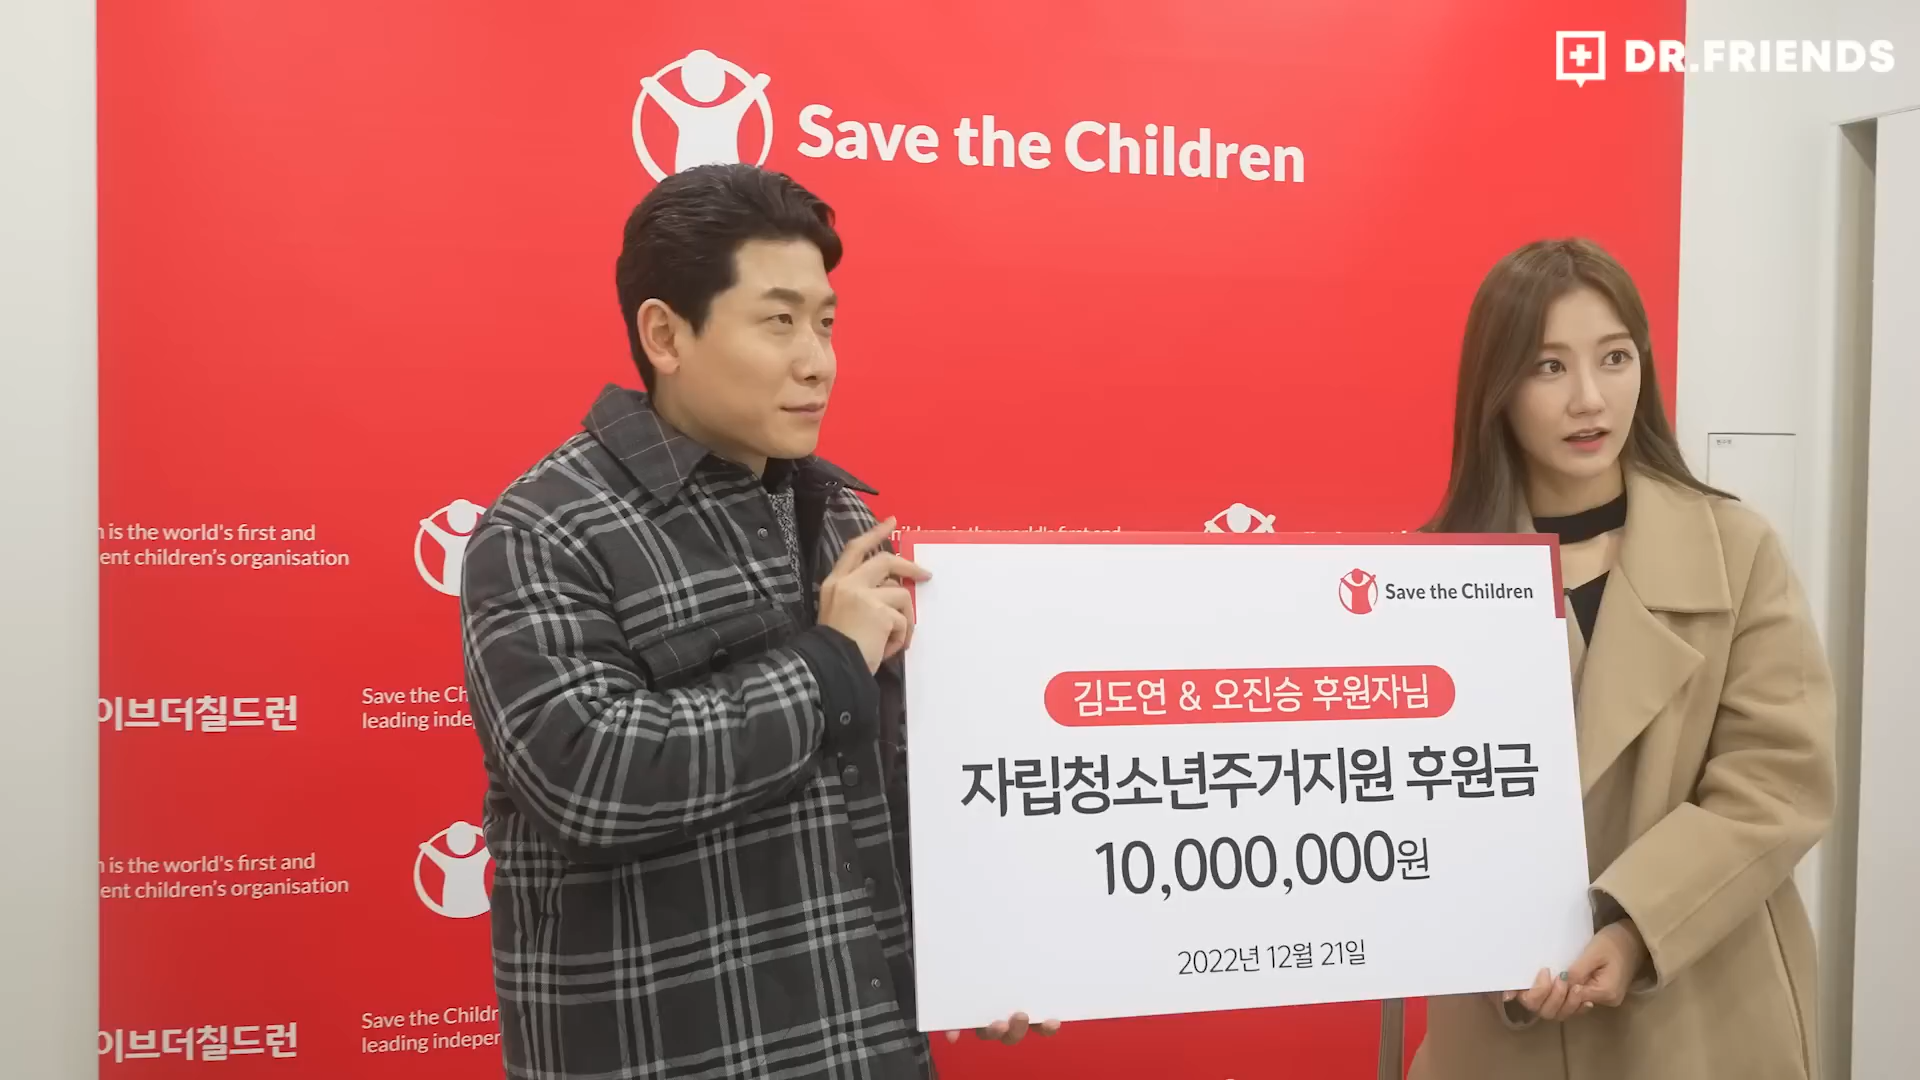 DR.FRIENDS
Save the Children
is the world's first and
ent children's organisation
이브더칠드런
Save the Ch
leading inde
is the world's first and
ent children's organisation
이브더칠드런
Save the Childr
leading indeper
Save the Children
김도연 & 오진승 후원자님
자립청소년주거지원 후원금
10,000,000원
2022년 12월 21일